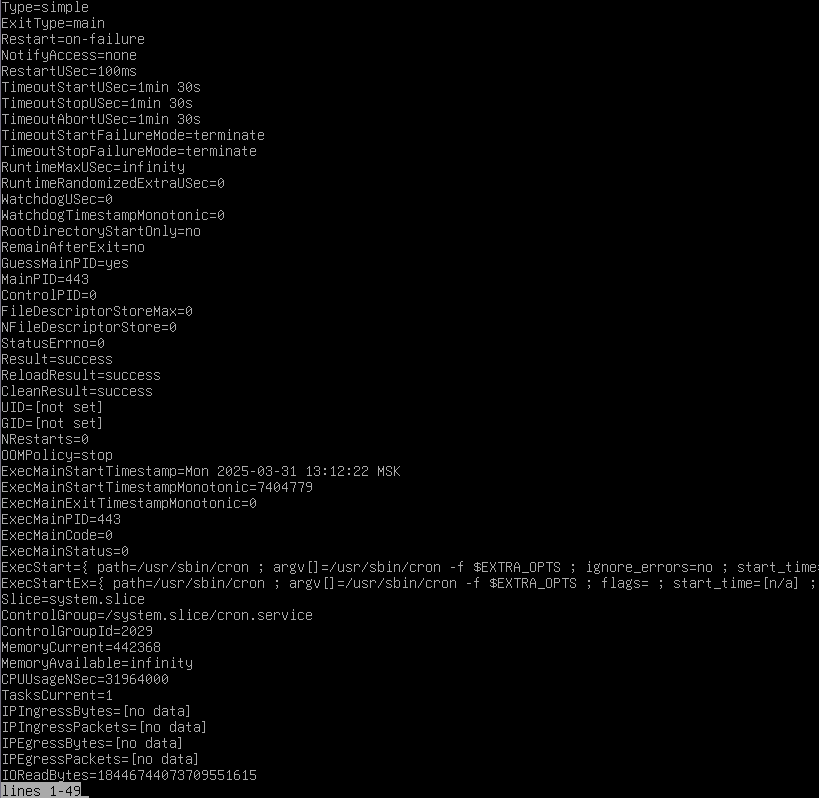 Type=simple
ExitType=main
Restart=on-failure
NotifyAccess=none
RestartUSec=100ms
TimeoutStartUSec=1min 30s
TimeoutStopUSec=1min 30s
TimeoutAbortUSec=1min 30s
TimeoutStartFailureMode=terminate
TimeoutStopFailureMode=terminate
RuntimeMaxUSec=infinity
RuntimeRandomizedExtraUSec=0
WatchdogUSec=0
WatchdogTimestampMonotonic=0
RootDirectoryStartOnly=no
RemainAfterExit=no
GuessMainPID=yes
MainPID=443
ControlPID=0
FileDescriptorStoreMax=0
NFileDescriptorStore=0
StatusErrno=0
Result=success
ReloadResult=success
CleanResult=success
UID=[not set]
GID=[not set]
NRestarts=0
OOMPolicy=stop
ExecMainStartTimestamp=Mon 2025-03-31 13:12:22 MSK
ExecMainStartTimestampMonotonic=7404779
ExecMainExitTimestampMonotonic=0
ExecMainPID=443
ExecMainCode=0
ExecMainStatus=0
ExecStart={ path=/usr/sbin/cron ; argv[]=/usr/sbin/cron -f $EXTRA_OPTS ; ignore_errors=no ; start_time=
ExecStartEx={ path=/usr/sbin/cron ; argv[]=/usr/sbin/cron -f $EXTRA_OPTS ; flags= ; start_time=[n/a] ;
Slice=system.slice
ControlGroup=/system.slice/cron.service
ControlGroupId=2029
MemoryCurrent=442368
MemoryAvailable=infinity
CPUUsageNSec=31964000
TasksCurrent=1
IPIngressBytes=[no data]
IPIngressPackets=[no data]
IPEgressBytes=[no data]
IPEgressPackets=[no data]
IOReadBytes=18446744073709551615
lines 1-49